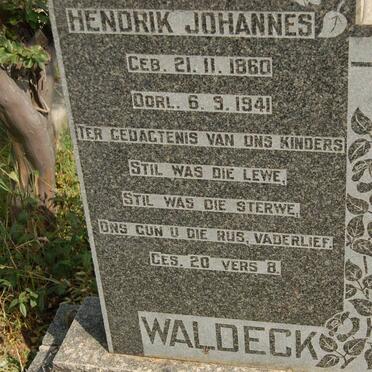 HENDRIK JOHANNES
GEB. 21. 11. 1860
OORL. 6. 9. 1941
TER GEDAGTENIS VAN ONS KINDERS
STIL WAS DIE LEWE,
STIL WAS DIE STERWE,
ONS GUN U DIE RUS, VADERLIEF.
GES. 20 VERS 8.
WALDECK